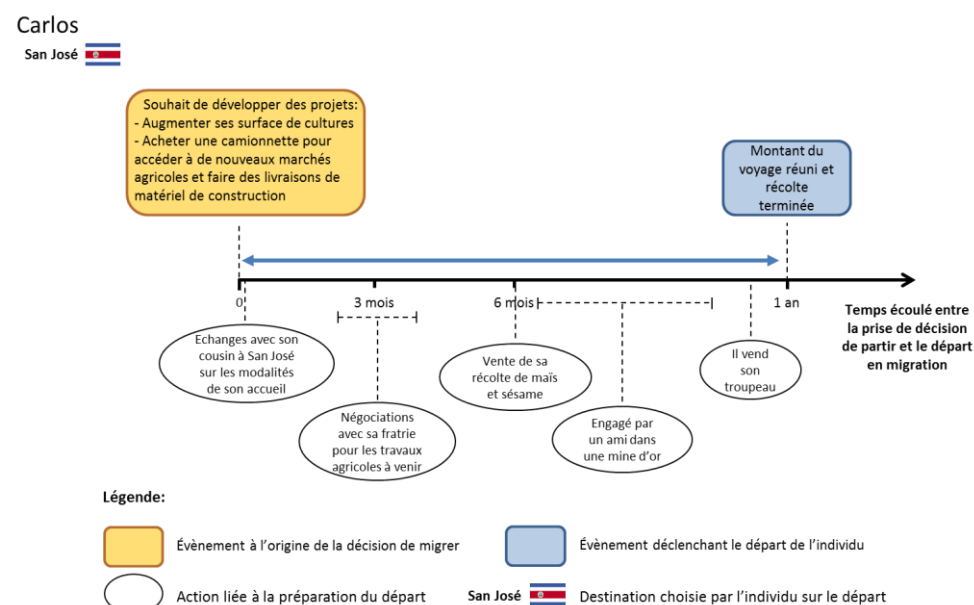 Carlos
San José
Souhait de développer des projets:
- Augmenter ses surface de cultures
- Acheter une camionnette pour
accéder à de nouveaux marchés
agricoles et faire des livraisons de
matériel de construction
Montant du
voyage réuni et
récolte
terminée
0
3 mois
6 mois
1 an
Temps écoulé entre
la prise de décision
de partir et le départ
en migration
Echanges avec son
cousin à San José
sur les modalités
de son accueil
Négociations
avec sa fratrie
pour les travaux
agricoles à venir
Vente de sa
récolte de maïs
et sésame
Engagé par
un ami dans
une mine d'or
Il vend
son
troupeau
Légende:
Évènement à l'origine de la décision de migrer
Évènement déclenchant le départ de l'individu
Action liée à la préparation du départ
San José
Destination choisie par l'individu sur le départ